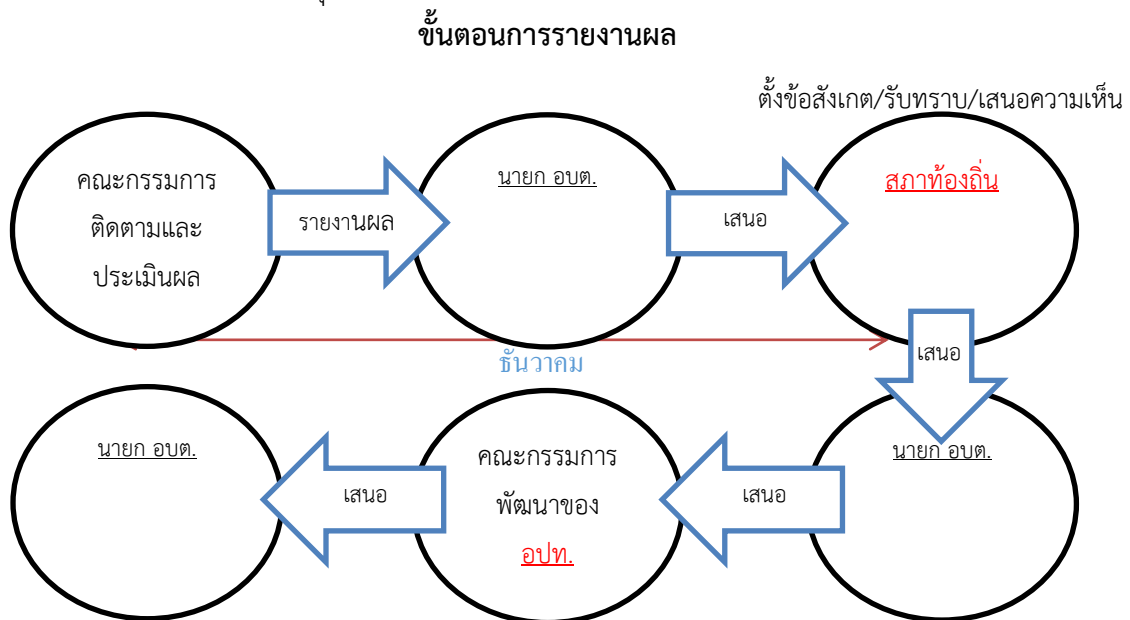 ขั้นตอนการรายงานผล
ตั้งข้อสังเกต/รับทราบ/เสนอความเห็น
คณะกรรมการ
ติดตามและ
ประเมินผล
รายงานผล
นายก อบต.
เสนอ
สภาท้องถิ่น
ธันวาคม
เสนอ
นายก อบต.
เสนอ
คณะกรรมการ
พัฒนาของ
อปท.
เสนอ
นายก อบต.